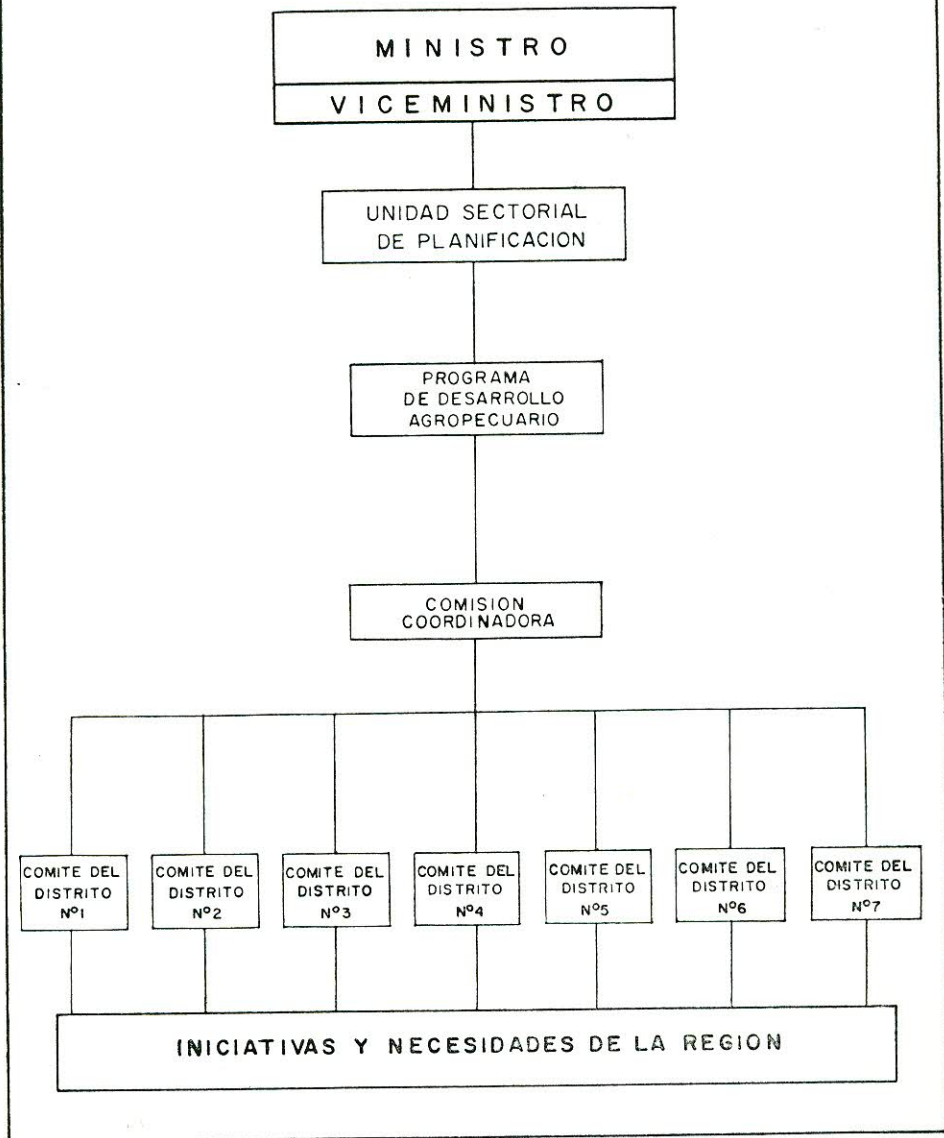 MINISTRO
VICEMINISTRO
UNIDAD SECTORIAL
DE PLANIFICACION
PROGRAMA
DE DESARROLLO
AGROPECUARIO
COMISION
COORDINADORA
COMITE DEL
DISTRITO
Nº1
COMITE DEL
DISTRITO
Nº2
COMITE DEL
DISTRITO
Nº3
COMITE DEL
DISTRITO
Nº4
COMITE DEL
DISTRITO
Nº5
COMITE DEL
DISTRITO
Nº6
COMITE DEL
DISTRITO
Nº7
INICIATIVAS Y NECESIDADES DE LA REGION